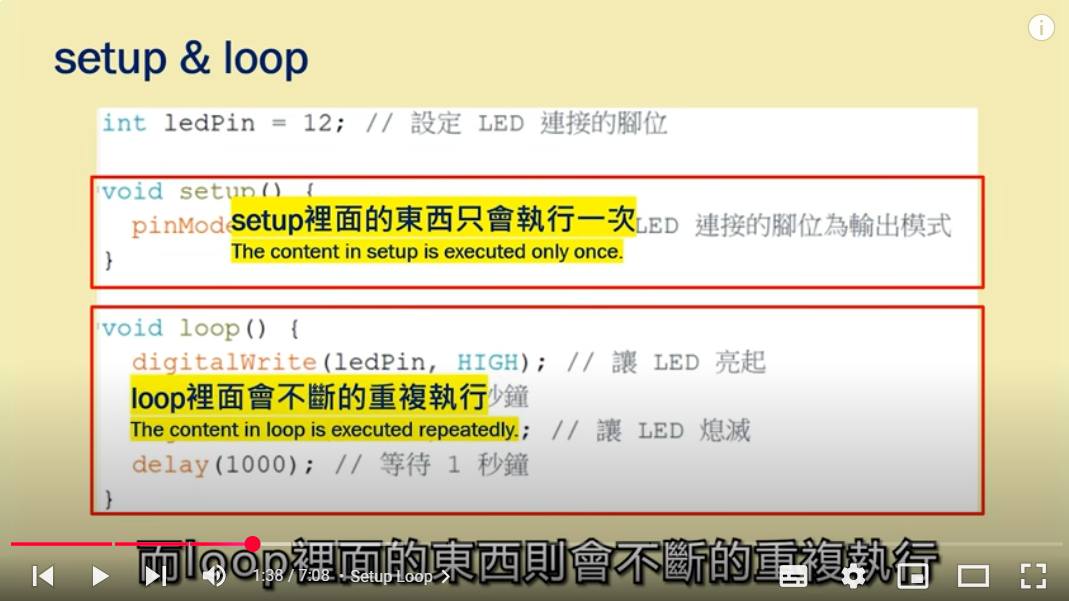 setup & loop
int ledPin = 12; // 設定 LED 連接的腳位
void setup() {
setup裡面的東西只會執行一次
pinMode LED 連接的腳位為輸出模式
The content in setup is executed only once.
}
void loop() {
digitalWrite(ledPin, HIGH); // 讓 LED 亮起
loop裡面會不斷的重複執行
秒鐘
The content in loop is executed repeatedly.
; // 讓 LED 熄滅
delay(1000); // 等待 1 秒鐘
}
而loop裡面的東西則會不斷的重複執行
1:38 / 7:08 • Setup Loop